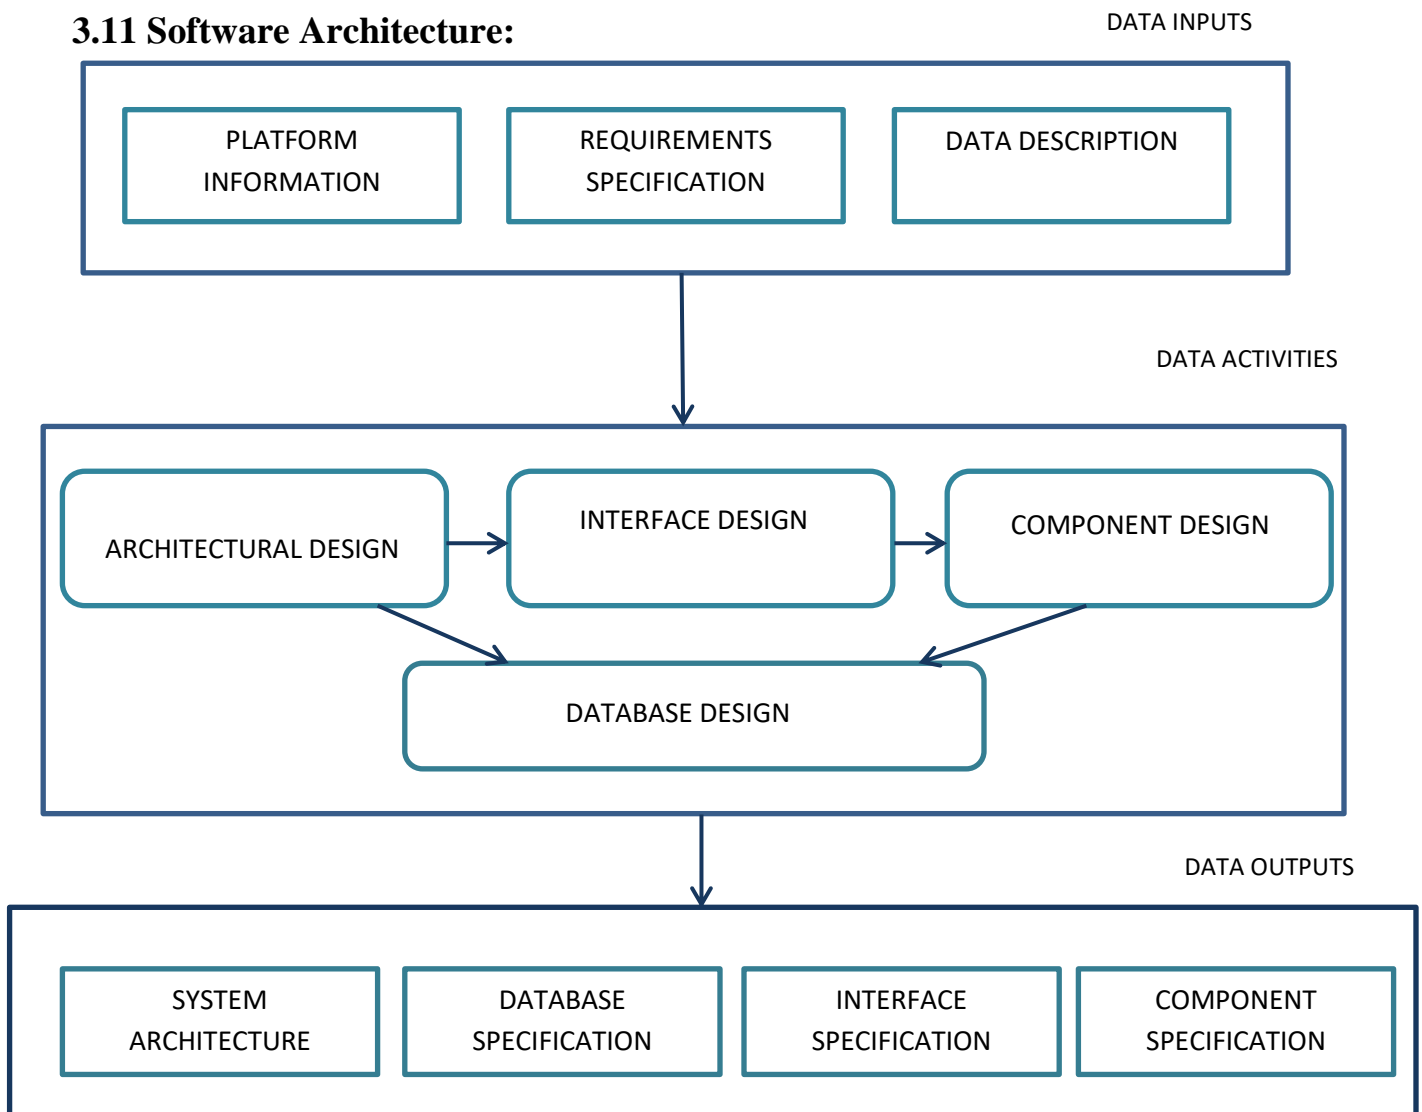 3.11 Software Architecture:
DATA INPUTS
PLATFORM
INFORMATION
REQUIREMENTS
SPECIFICATION
DATA DESCRIPTION
DATA ACTIVITIES
ARCHITECTURAL DESIGN
INTERFACE DESIGN
COMPONENT DESIGN
DATABASE DESIGN
DATA OUTPUTS
SYSTEM
ARCHITECTURE
DATABASE
SPECIFICATION
INTERFACE
SPECIFICATION
COMPONENT
SPECIFICATION